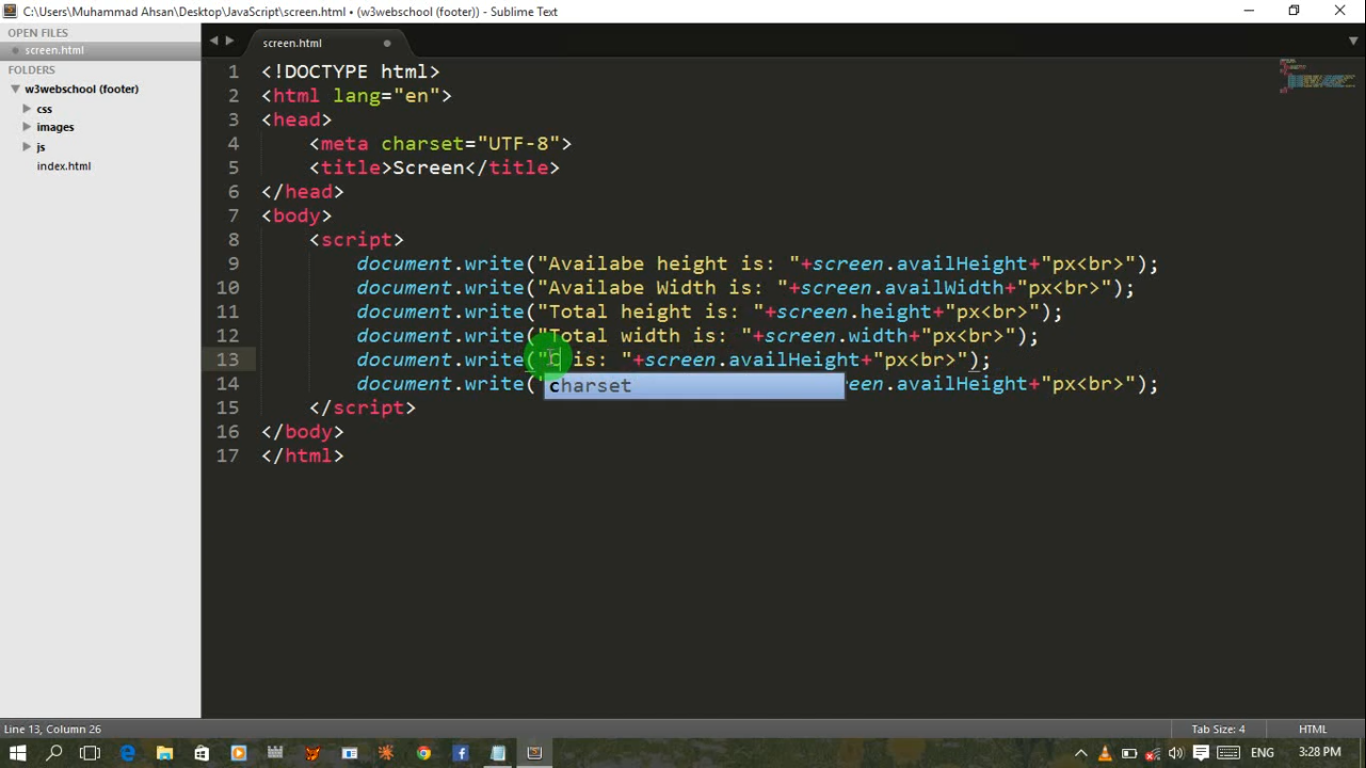 C:\Users\Muhammad Ahsan\Desktop\JavaScript\screen.html • (w3webschool (footer)) - Sublime Text
OPEN FILES
screen.html
FOLDERS
w3webschool (footer)
css
images
js
index.html
screen.html
1 <!DOCTYPE html>
2 <html lang="en">
3 <head>
4 <meta charset="UTF-8">
5 <title>Screen</title>
6 </head>
7 <body>
8 <script>
9 document.write("Availabe height is: "+screen.availHeight+"px<br>");
10 document.write("Availabe Width is: "+screen.availWidth+"px<br>");
11 document.write("Total height is: "+screen.height+"px<br>");
12 document.write("Total width is: "+screen.width+"px<br>");
13 document.write("C is: "+screen.availHeight+"px<br>");
charset
14 document.write(" een.availHeight+"px<br>");
15 </script>
16 </body>
17 </html>
Line 13, Column 26
Tab Size: 4
HTML
ENG
3:28 PM